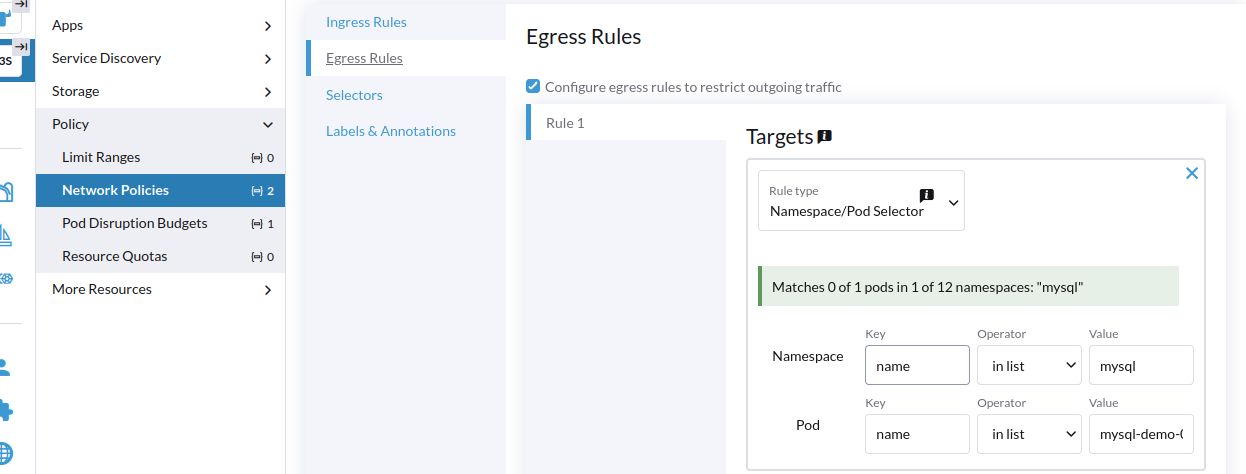 Apps
Service Discovery
Storage
Policy
Limit Ranges 0
Network Policies 2
Pod Disruption Budgets 1
Resource Quotas 0
More Resources
3S
Ingress Rules
Egress Rules
Selectors
Labels & Annotations
Egress Rules
Configure egress rules to restrict outgoing traffic
Rule 1
Targets
Rule type
Namespace/Pod Selector
Matches 0 of 1 pods in 1 of 12 namespaces: "mysql"
Key Operator Value
Namespace name in list mysql
Key Operator Value
Pod name in list mysql-demo-